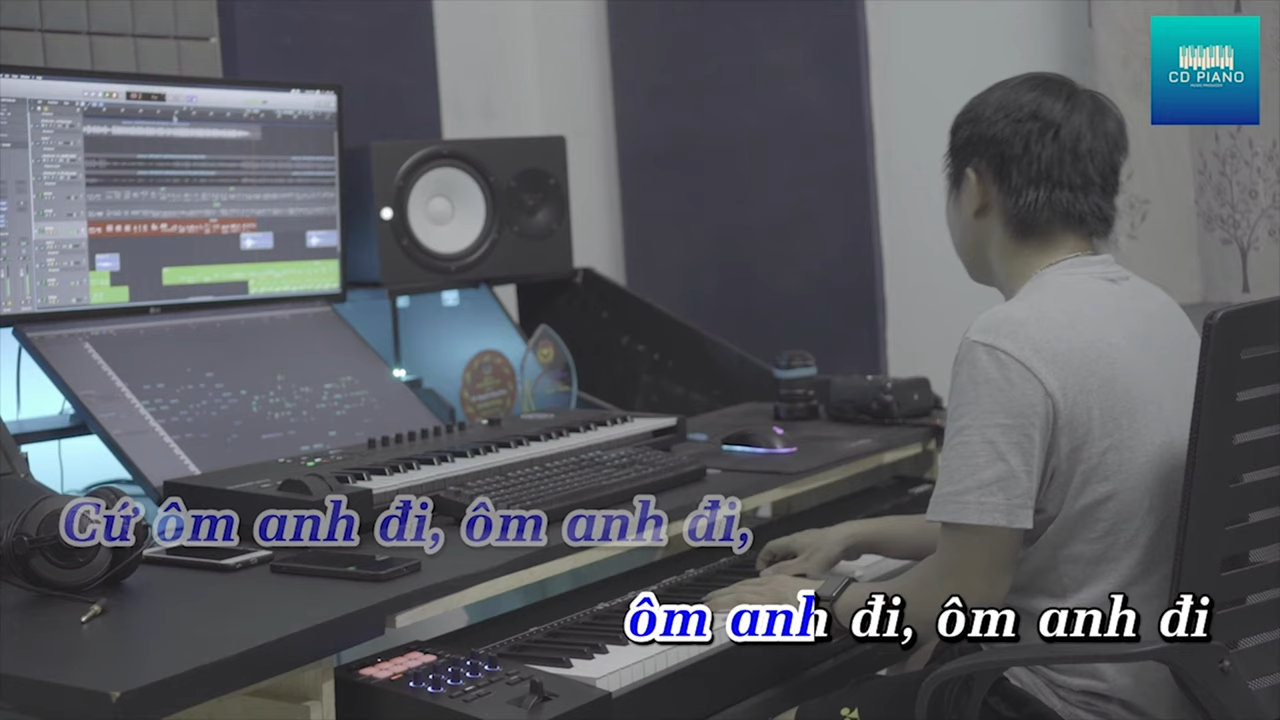 CD PIANO
Cứ ôm anh đi, ôm anh đi,
ôm anh đi, ôm anh đi